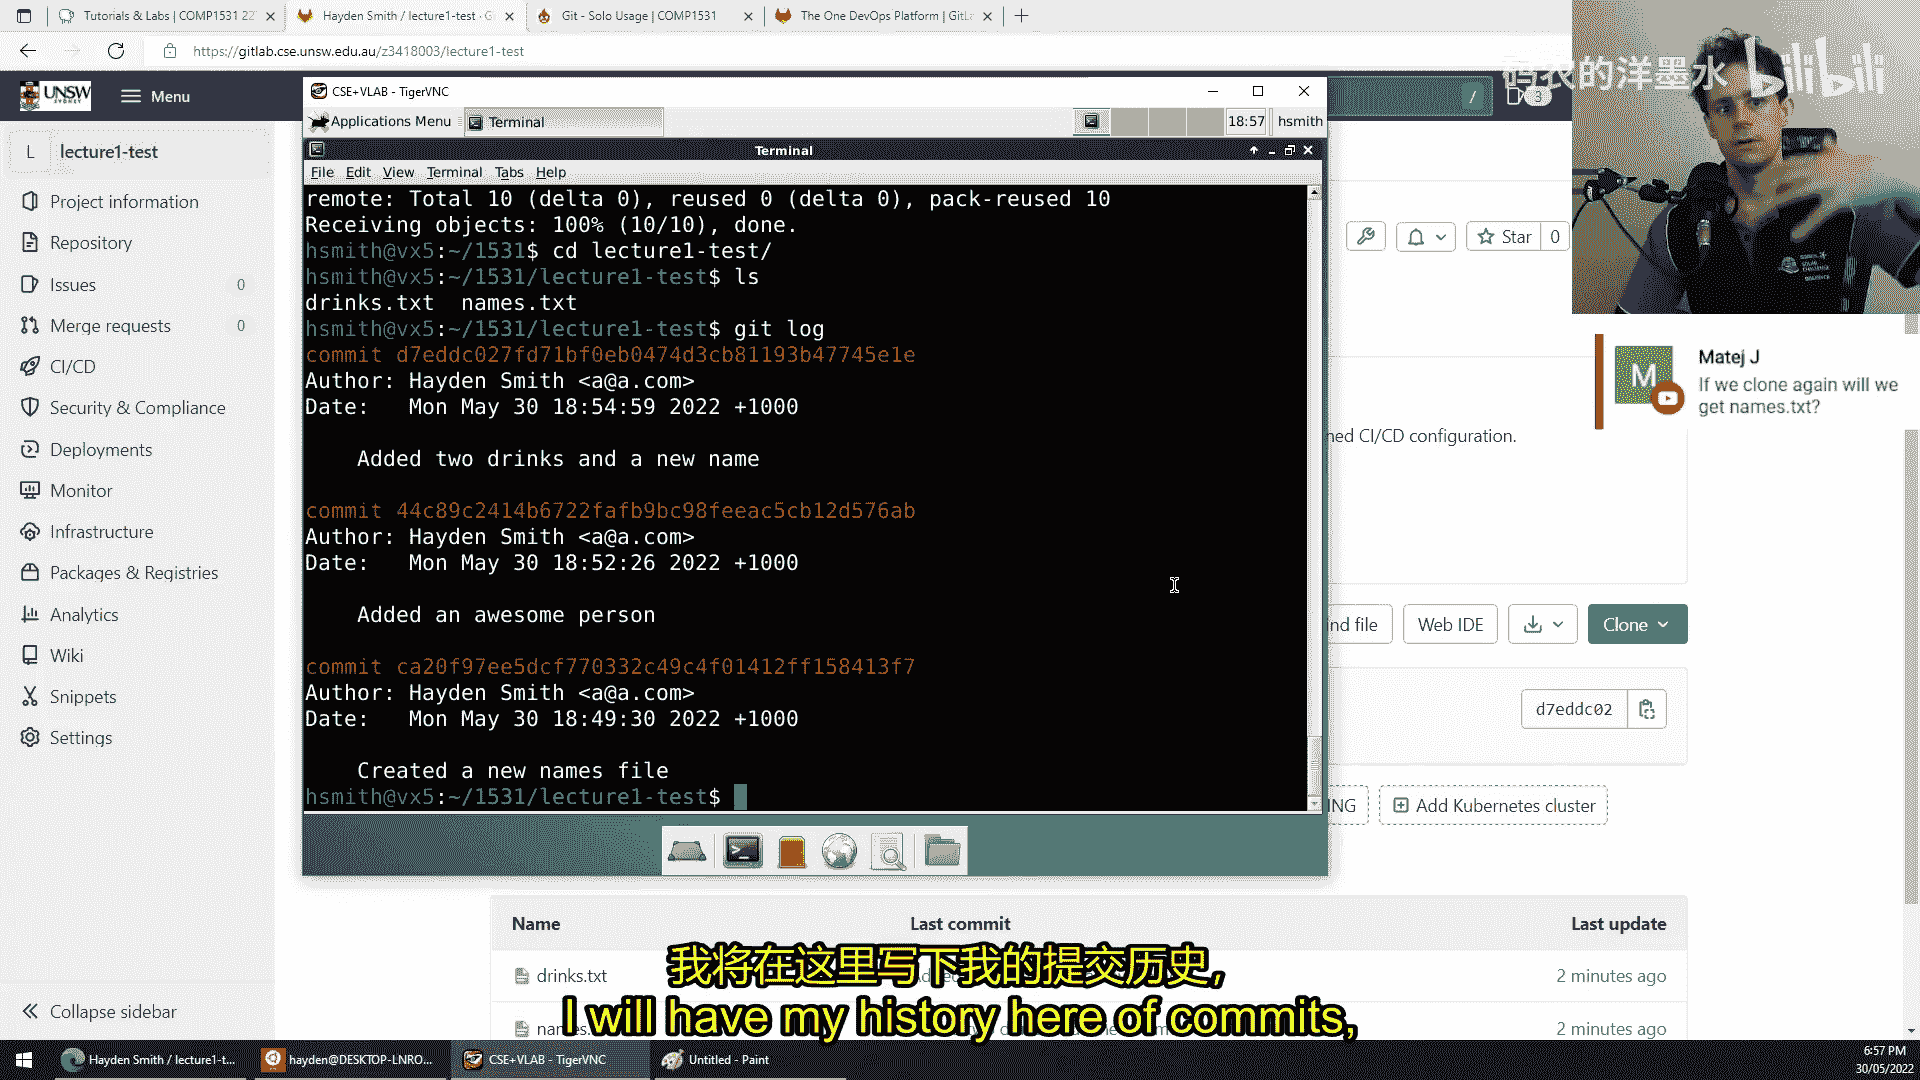 Tutorials & Labs | COMP1531 22
Hayden Smith / lecture1-test · G
Git - Solo Usage | COMP1531
The One DevOps Platform | GitLa
https://gitlab.cse.unsw.edu.au/z3418003/lecture1-test
UNSW
SYDNEY
Menu
/
3
码农的洋墨水
bilibili
CSE+VLAB - TigerVNC
Applications Menu
Terminal
18:57
hsmith
Terminal
File Edit View Terminal Tabs Help
remote: Total 10 (delta 0), reused 0 (delta 0), pack-reused 10
Receiving objects: 100% (10/10), done.
hsmith@vx5:~/1531$ cd lecture1-test/
hsmith@vx5:~/1531/lecture1-test$ ls
drinks.txt  names.txt
hsmith@vx5:~/1531/lecture1-test$ git log
commit d7eddc027fd71bf0eb0474d3cb81193b47745e1e
Author: Hayden Smith <a@a.com>
Date:   Mon May 30 18:54:59 2022 +1000
Added two drinks and a new name
commit 44c89c2414b6722fafb9bc98feeac5cb12d576ab
Author: Hayden Smith <a@a.com>
Date:   Mon May 30 18:52:26 2022 +1000
Added an awesome person
commit ca20f97ee5dcf770332c49c4f01412ff158413f7
Author: Hayden Smith <a@a.com>
Date:   Mon May 30 18:49:30 2022 +1000
Created a new names file
hsmith@vx5:~/1531/lecture1-test$
L lecture1-test
Project information
Repository
Issues 0
Merge requests 0
CI/CD
Security & Compliance
Deployments
Monitor
Infrastructure
Packages & Registries
Analytics
Wiki
Snippets
Settings
Collapse sidebar
Star 0
M
Matej J
If we clone again will we
get names.txt?
ned CI/CD configuration.
nd file
Web IDE
Clone
d7eddc02
NG
Add Kubernetes cluster
Name
Last commit
Last update
drinks.txt
2 minutes ago
2 minutes ago
我将在这里写下我的提交历史,
I will have my history here of commits,
Hayden Smith / lecture1-t...
hayden@DESKTOP-LNRO...
CSE+VLAB - TigerVNC
Untitled - Paint
6:57 PM
30/05/2022